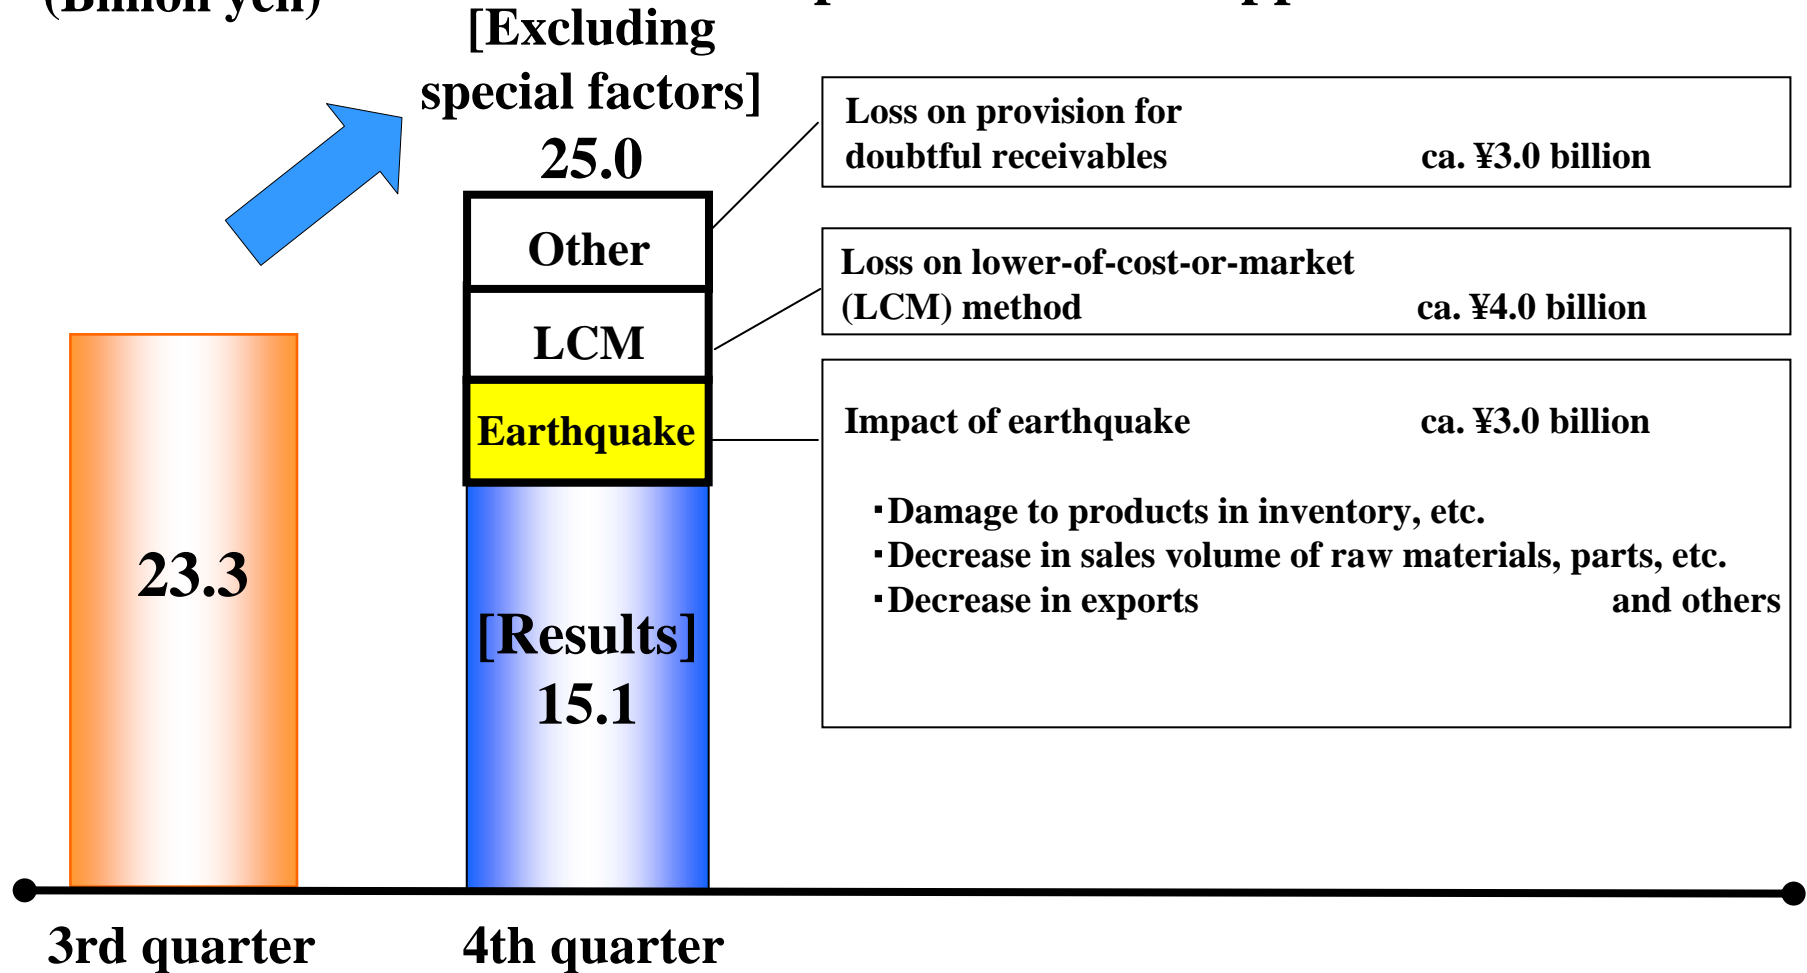 (Billion yen)
[Excluding
special factors]
25.0
Other
LCM
Earthquake
[Results]
15.1
23.3
Loss on provision for
doubtful receivables ca. ¥3.0 billion
Loss on lower-of-cost-or-market
(LCM) method ca. ¥4.0 billion
Impact of earthquake ca. ¥3.0 billion
・Damage to products in inventory, etc.
・Decrease in sales volume of raw materials, parts, etc.
・Decrease in exports and others
3rd quarter 4th quarter